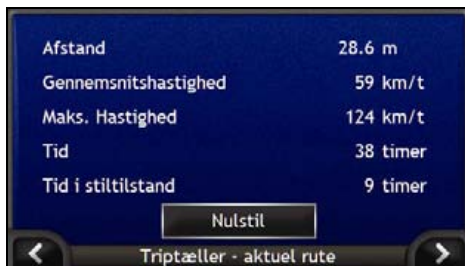 Afstand 28.6 m
Gennemsnitshastighed 59 km/t
Maks. Hastighed 124 km/t
Tid 38 timer
Tid i stiltilstand 9 timer
Nulstil
Triptæller - aktuel rute